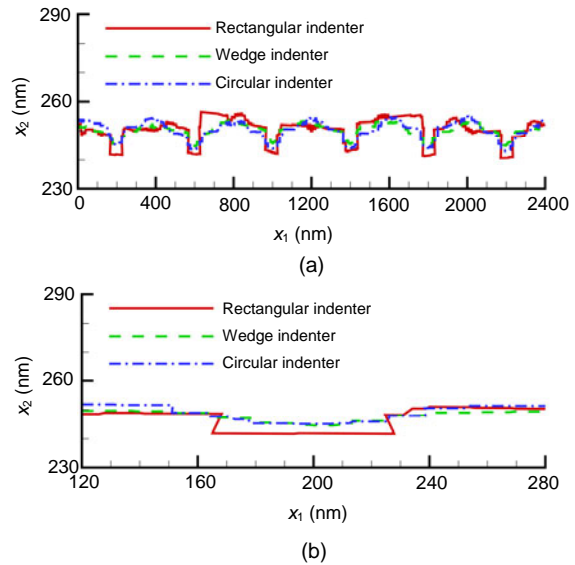 290
Rectangular indenter
Wedge indenter
Circular indenter
260
230
x₂ (nm)
0 400 800 1200 1600 2000 2400
x₁ (nm)
(a)
290
Rectangular indenter
Wedge indenter
Circular indenter
260
230
x₂ (nm)
120 160 200 240 280
x₁ (nm)
(b)